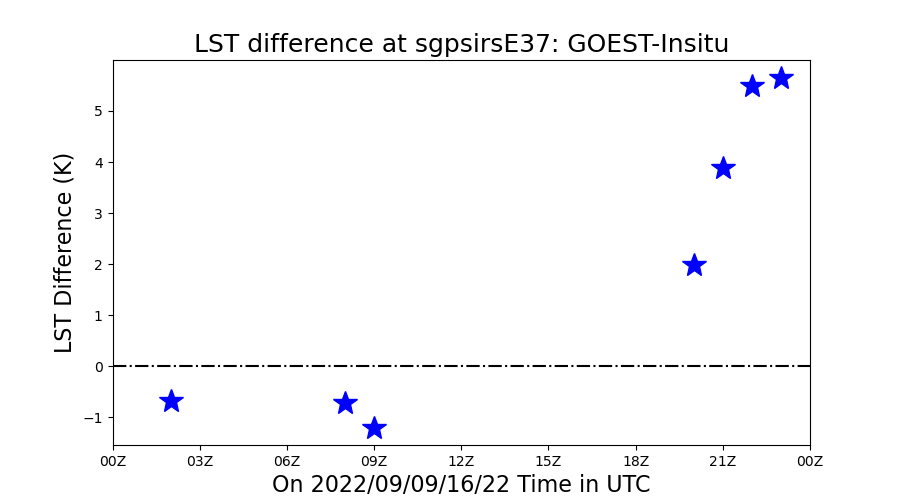 LST difference at sgpsirsE37: GOEST-Insitu
LST Difference (K)
5
4
3
2
1
0
−1
00Z 03Z 06Z 09Z 12Z 15Z 18Z 21Z 00Z
On 2022/09/09/16/22 Time in UTC